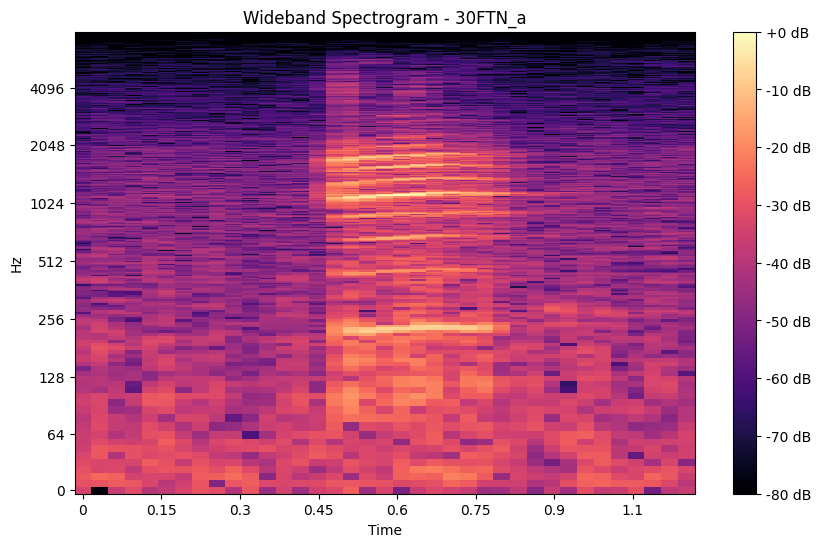 Wideband Spectrogram - 30FTN_a
Hz
4096
2048
1024
512
256
128
64
0
0 0.15 0.3 0.45 0.6 0.75 0.9 1.1
Time
+0 dB
-10 dB
-20 dB
-30 dB
-40 dB
-50 dB
-60 dB
-70 dB
-80 dB